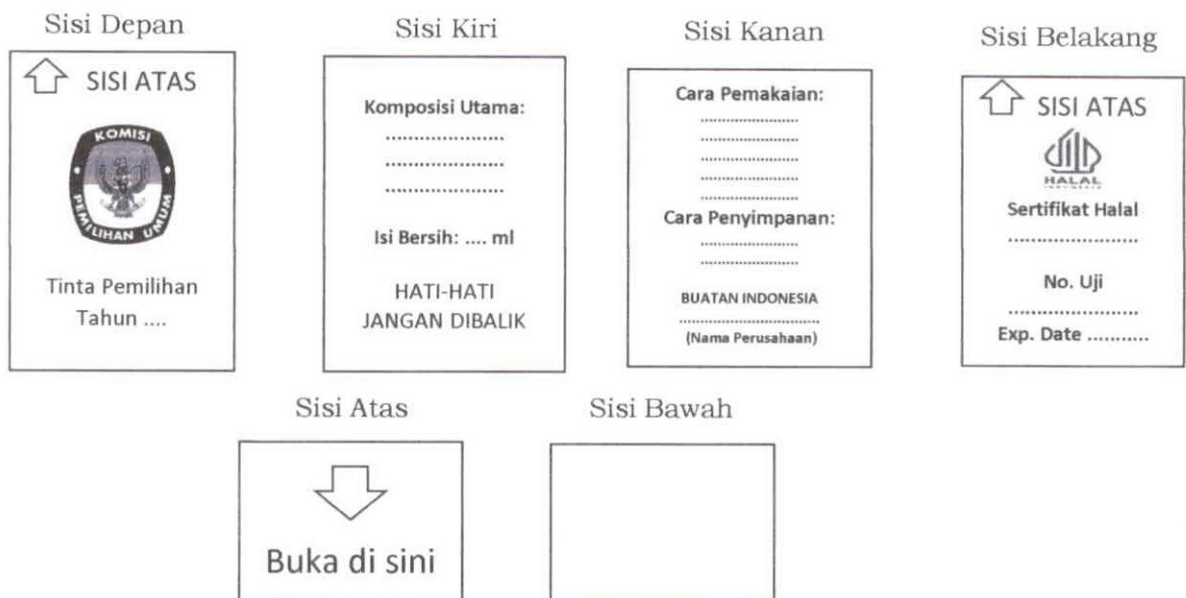 Sisi Depan
SISI ATAS
KOMISI
PEMILIHAN UMUM
Tinta Pemilihan
Tahun ....
Sisi Kiri
Komposisi Utama:
....................
....................
....................
Isi Bersih: .... ml
HATI-HATI
JANGAN DIBALIK
Sisi Kanan
Cara Pemakaian:
......................
......................
......................
......................
......................
Cara Penyimpanan:
......................
......................
BUATAN INDONESIA
................................
(Nama Perusahaan)
Sisi Belakang
SISI ATAS
HALAL
INDONESIA
Sertifikat Halal
......................
No. Uji
......................
Exp. Date ...........
Sisi Atas
Buka di sini
Sisi Bawah